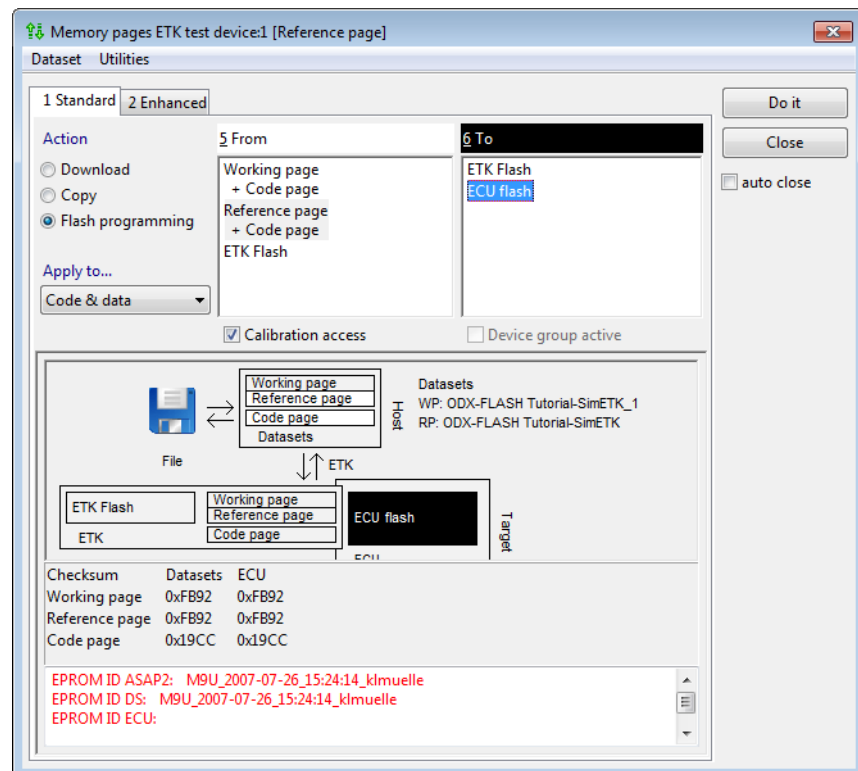 Memory pages ETK test device:1 [Reference page]
Dataset Utilities
1 Standard 2 Enhanced
Do it
Close
auto close
Action
Download
Copy
Flash programming
Apply to...
Code & data
5 From
Working page
+ Code page
Reference page
+ Code page
ETK Flash
6 To
ETK Flash
ECU flash
Calibration access
Device group active
File
Working page
Reference page
Code page
Datasets
Host
Datasets
WP: ODX-FLASH Tutorial-SimETK_1
RP: ODX-FLASH Tutorial-SimETK
ETK
ETK Flash
ETK
Working page
Reference page
Code page
ECU flash
ECU
Target
Checksum Datasets ECU
Working page 0xFB92 0xFB92
Reference page 0xFB92 0xFB92
Code page 0x19CC 0x19CC
EPROM ID ASAP2: M9U_2007-07-26_15:24:14_klmuelle
EPROM ID DS: M9U_2007-07-26_15:24:14_klmuelle
EPROM ID ECU: